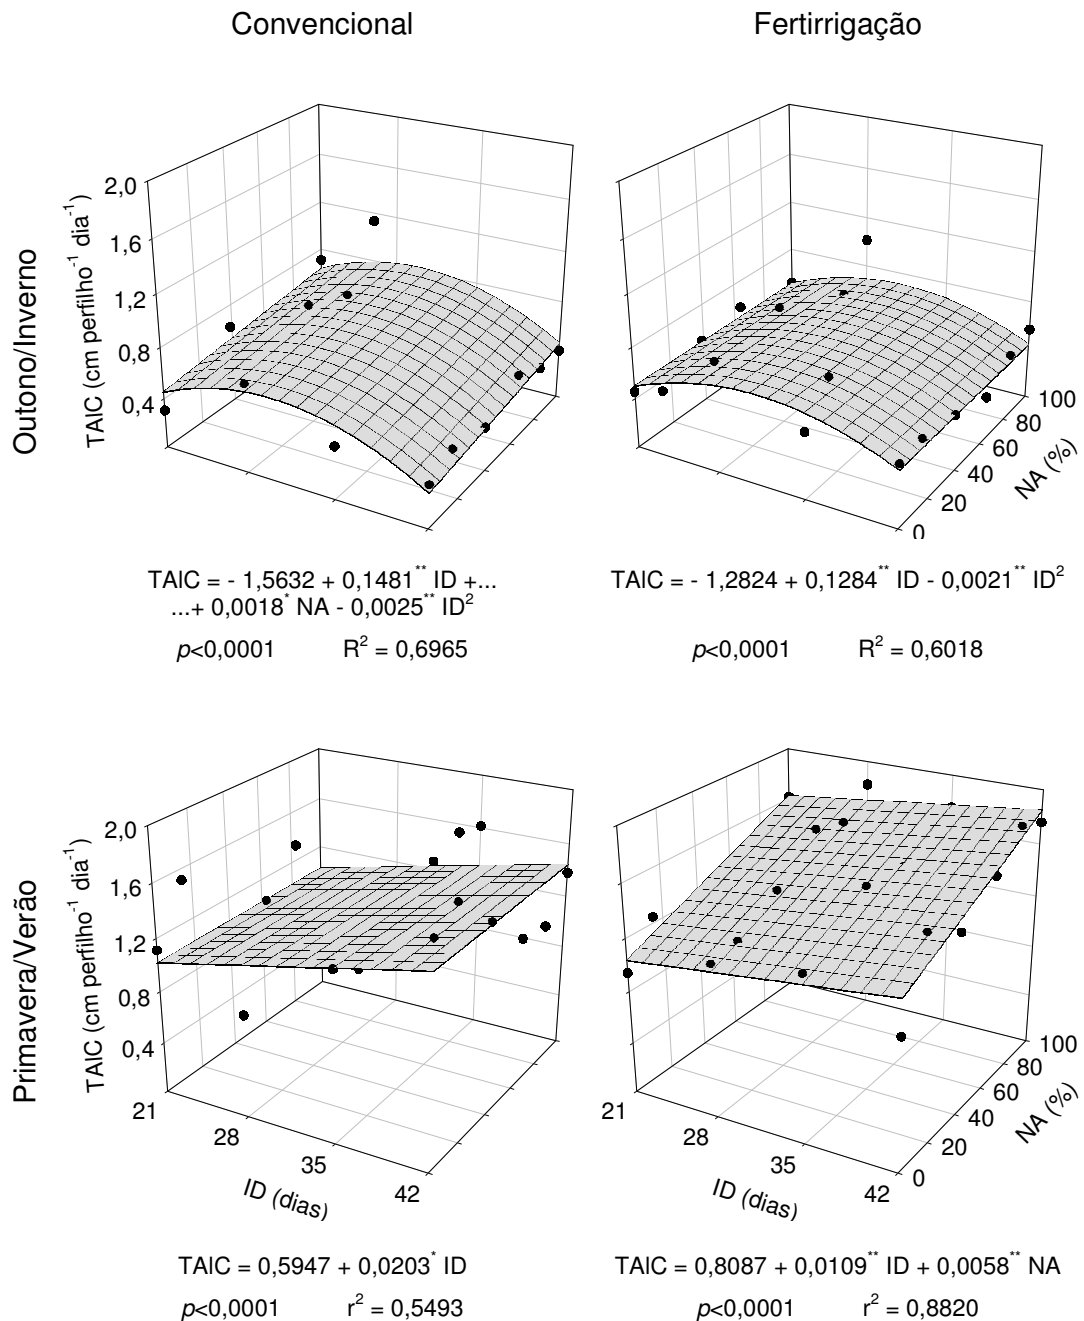 Convencional
Fertirrigação
Outono/Inverno
TAIC (cm perfilho⁻¹ dia⁻¹)
2,0
1,6
1,2
0,8
0,4
100
80
60
40
20
0
NA (%)
TAIC = - 1,5632 + 0,1481** ID +...
...+ 0,0018* NA - 0,0025** ID²
p<0,0001 R² = 0,6965
TAIC = - 1,2824 + 0,1284** ID - 0,0021** ID²
p<0,0001 R² = 0,6018
Primavera/Verão
TAIC (cm perfilho⁻¹ dia⁻¹)
2,0
1,6
1,2
0,8
0,4
21
28
35
42
ID (dias)
21
28
35
42
ID (dias)
100
80
60
40
20
0
NA (%)
TAIC = 0,5947 + 0,0203* ID
p<0,0001 r² = 0,5493
TAIC = 0,8087 + 0,0109** ID + 0,0058** NA
p<0,0001 r² = 0,8820